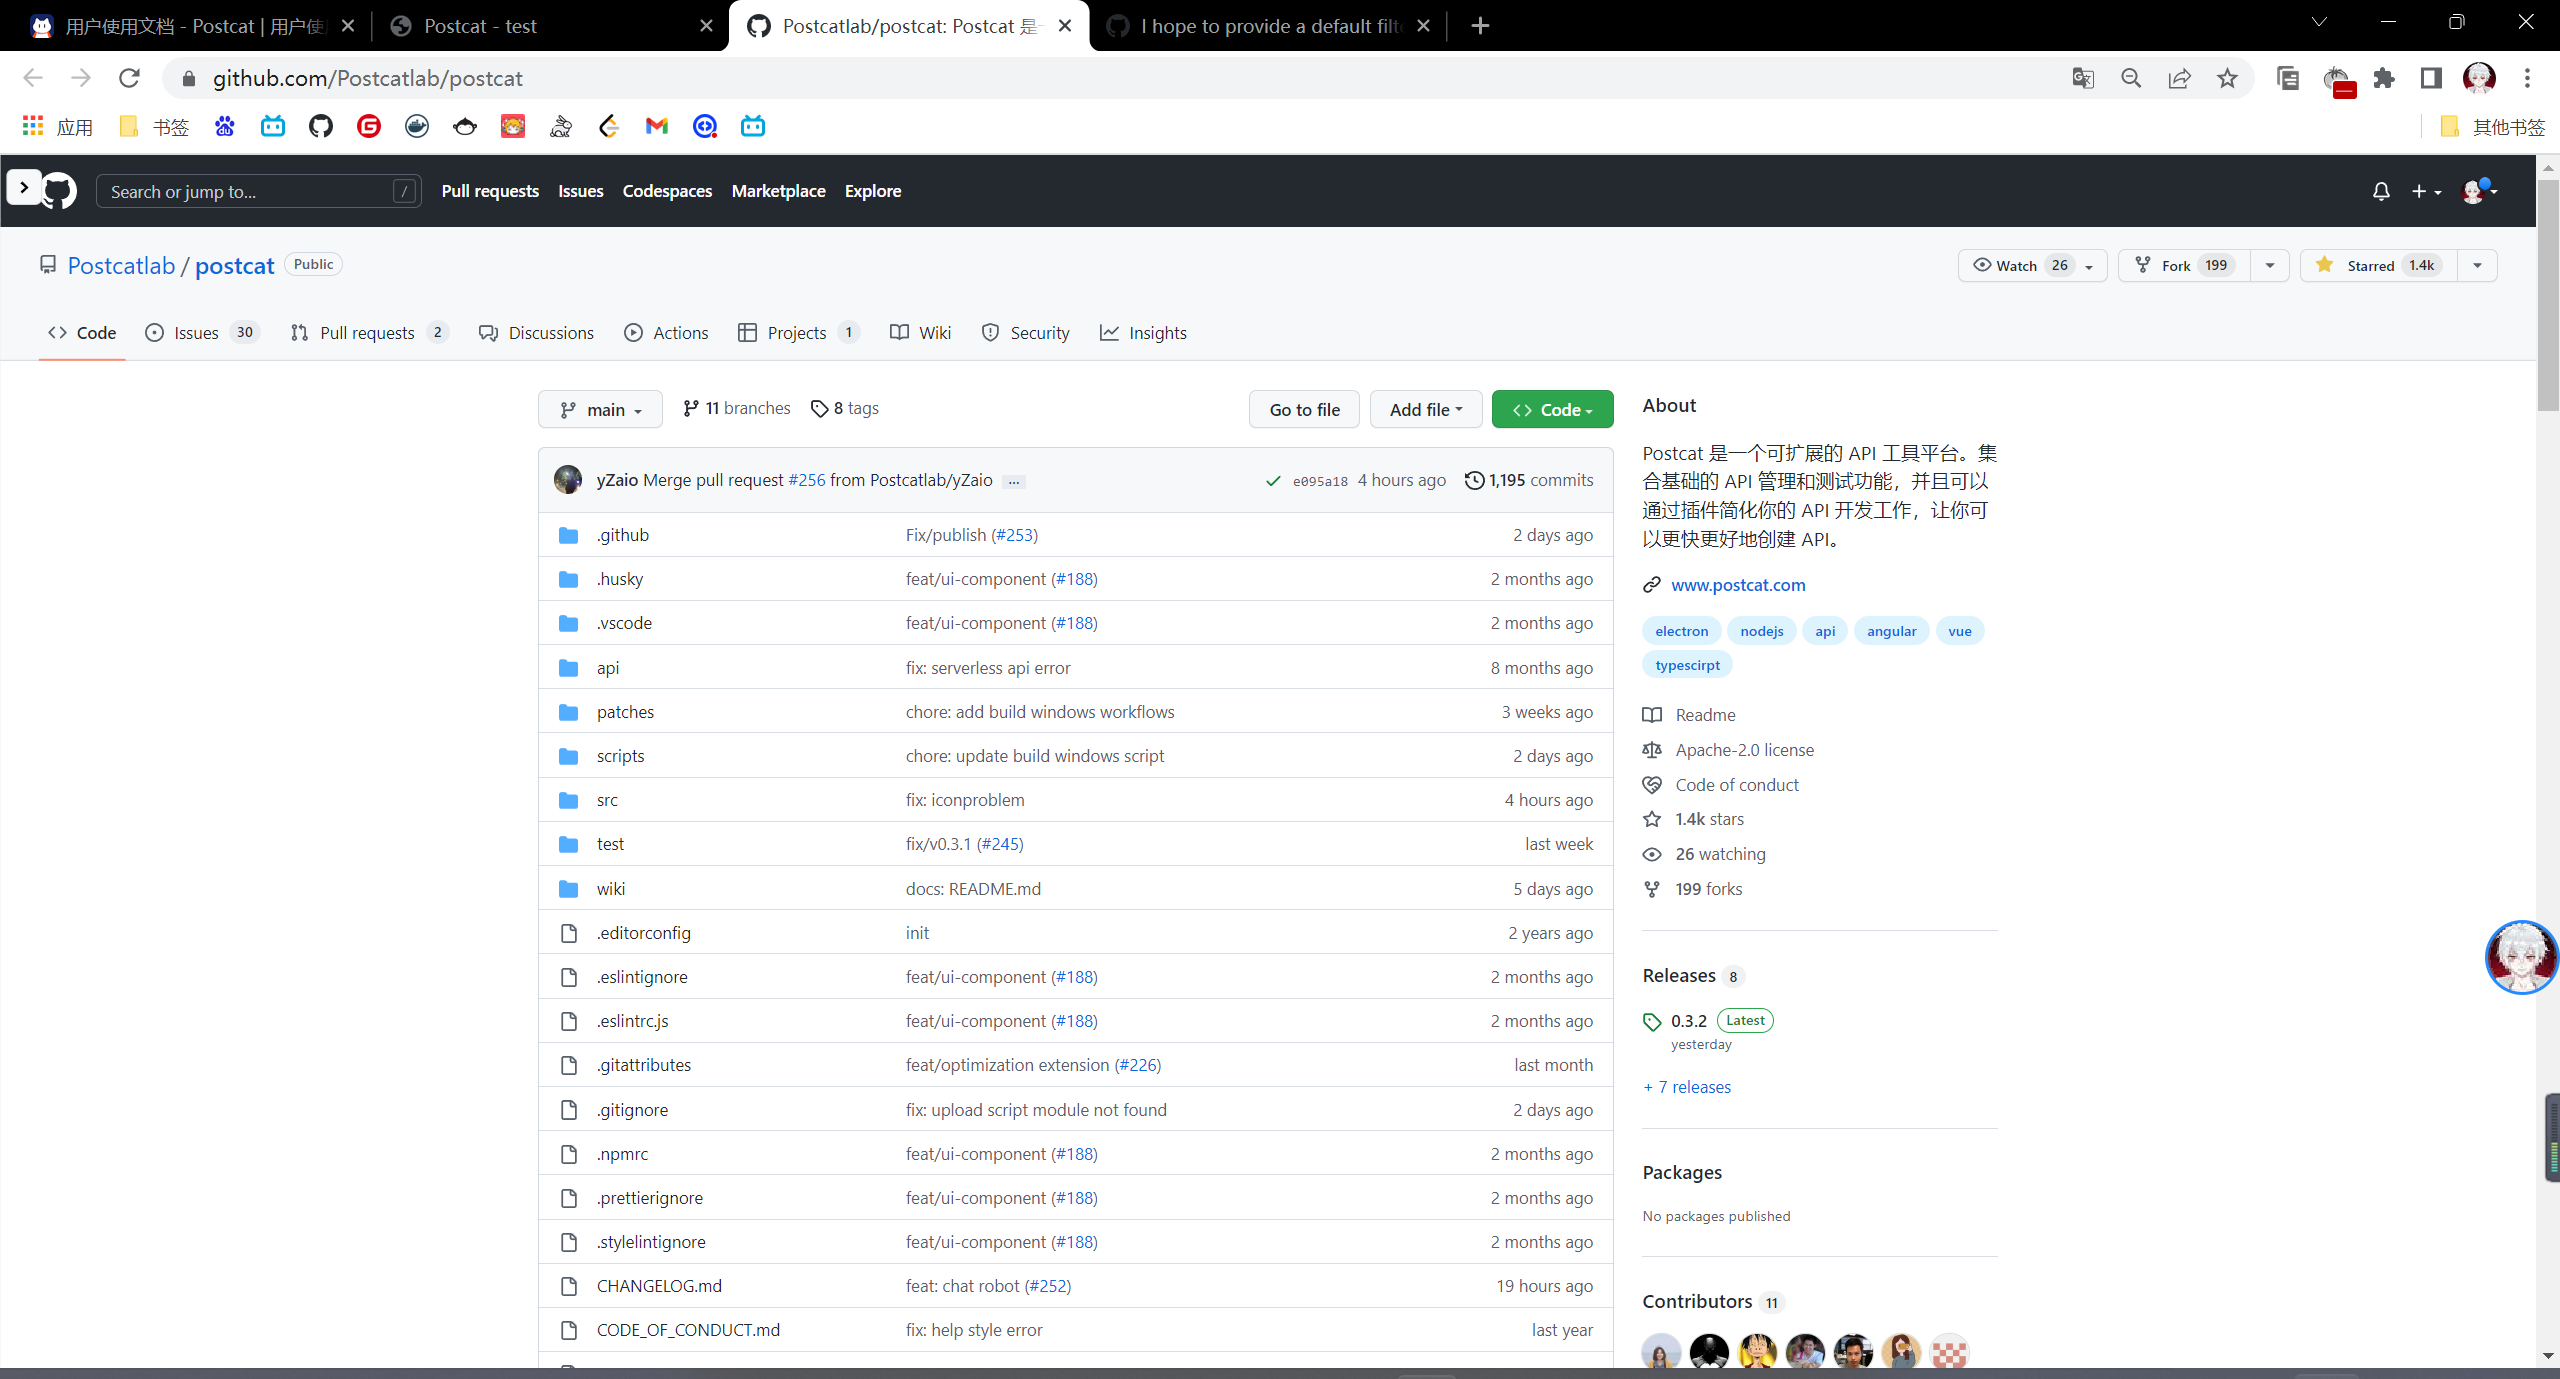 用户使用文档 - Postcat | 用户使
Postcat - test
Postcatlab/postcat: Postcat 是一
I hope to provide a default filte
github.com/Postcatlab/postcat
应用
书签
其他书签
Search or jump to...
/
Pull requests
Issues
Codespaces
Marketplace
Explore
Postcatlab / postcat
Public
Watch 26
Fork 199
Starred 1.4k
Code
Issues 30
Pull requests 2
Discussions
Actions
Projects 1
Wiki
Security
Insights
main
11 branches
8 tags
Go to file
Add file
Code
yZaio Merge pull request #256 from Postcatlab/yZaio ...
e095a18 4 hours ago
1,195 commits
.github Fix/publish (#253) 2 days ago
.husky feat/ui-component (#188) 2 months ago
.vscode feat/ui-component (#188) 2 months ago
api fix: serverless api error 8 months ago
patches chore: add build windows workflows 3 weeks ago
scripts chore: update build windows script 2 days ago
src fix: iconproblem 4 hours ago
test fix/v0.3.1 (#245) last week
wiki docs: README.md 5 days ago
.editorconfig init 2 years ago
.eslintignore feat/ui-component (#188) 2 months ago
.eslintrc.js feat/ui-component (#188) 2 months ago
.gitattributes feat/optimization extension (#226) last month
.gitignore fix: upload script module not found 2 days ago
.npmrc feat/ui-component (#188) 2 months ago
.prettierignore feat/ui-component (#188) 2 months ago
.stylelintignore feat/ui-component (#188) 2 months ago
CHANGELOG.md feat: chat robot (#252) 19 hours ago
CODE_OF_CONDUCT.md fix: help style error last year
About
Postcat 是一个可扩展的 API 工具平台。集
合基础的 API 管理和测试功能，并且可以
通过插件简化你的 API 开发工作，让你可
以更快更好地创建 API。
www.postcat.com
electron nodejs api angular vue
typescirpt
Readme
Apache-2.0 license
Code of conduct
1.4k stars
26 watching
199 forks
Releases 8
0.3.2 Latest
yesterday
+ 7 releases
Packages
No packages published
Contributors 11